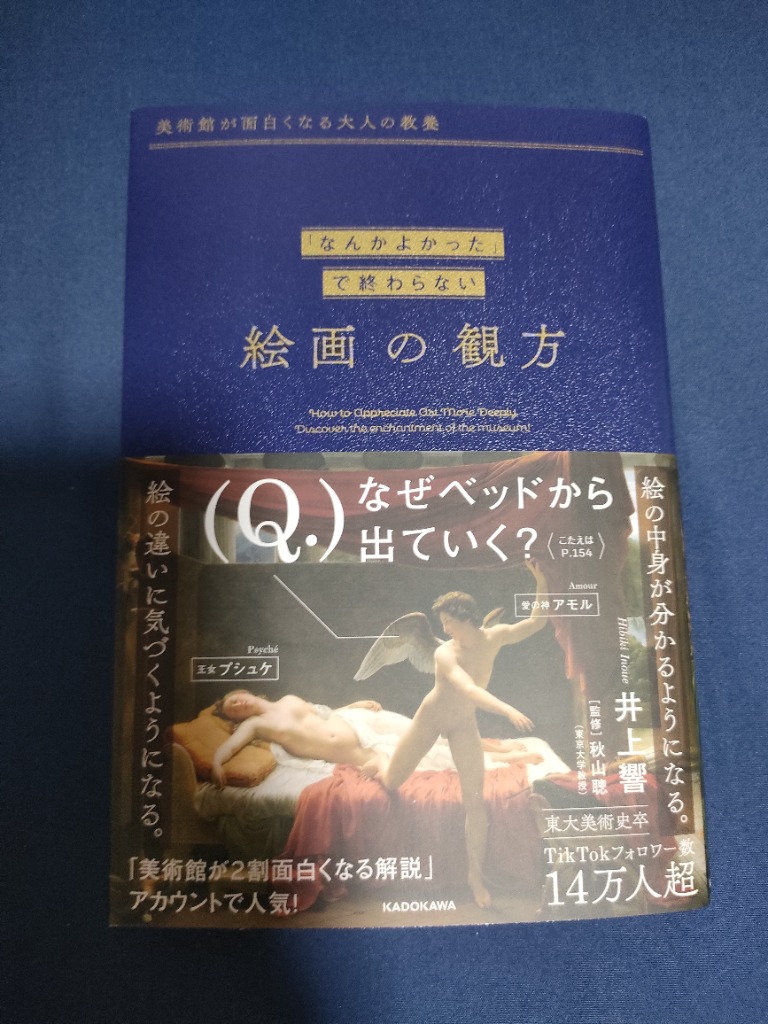 美術館が面白くなる大人の教養
「なんかよかった」
で終わらない
絵画の観方
How to Appreciate Art More Deeply
Discover the enchantment of the museum!
(Q.)
なぜベッドから
出ていく?
〈こたえは
P.154〉
絵の中身が分かるようになる。
絵の違いに気づくようになる。
Amour
愛の神 アモル
Psyché
王女 プシュケ
Hibiki Inoue
井上 響
[監修] 秋山 聰
(東京大学教授)
東大美術史卒
TikTokフォロワー数
14万人超
「美術館が2割面白くなる解説」
アカウントで人気!
KADOKAWA